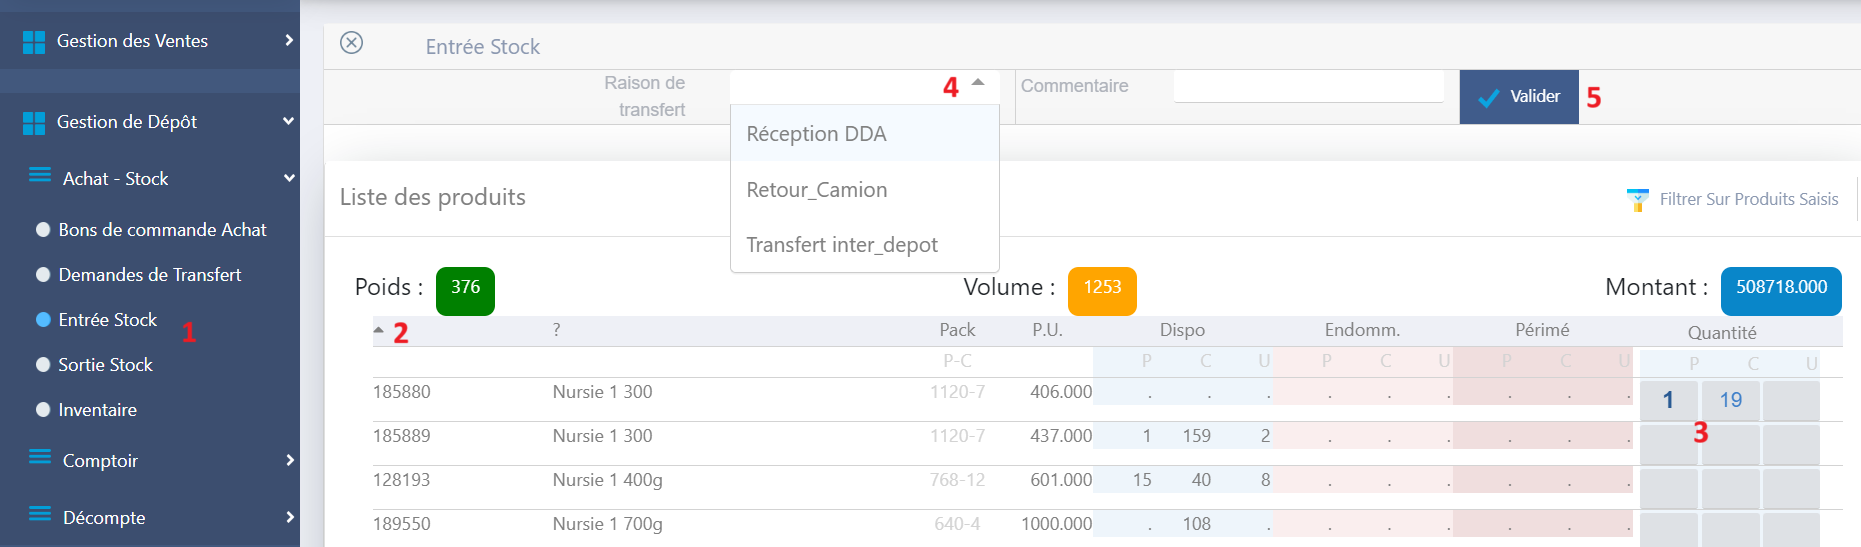 Gestion des Ventes
Gestion de Dépôt
Achat - Stock
Bons de commande Achat
Demandes de Transfert
Entrée Stock 1
Sortie Stock
Inventaire
Comptoir
Décompte
Entrée Stock
Raison de transfert 4 Commentaire Valider 5
Réception DDA
Retour_Camion
Transfert inter_depot
Liste des produits Filtrer Sur Produits Saisis
Poids : 376 Volume : 1253 Montant : 508718.000
2 ? Pack P.U. Dispo Endomm. Périmé Quantité
P-C P C U P C U P C U P C U
185880 Nursie 1 300 1120-7 406.000 . . . . . . . . . 1 19
185889 Nursie 1 300 1120-7 437.000 1 159 2 . . . . . . 3
128193 Nursie 1 400g 768-12 601.000 15 40 8 . . . . . .
189550 Nursie 1 700g 640-4 1000.000 . 108 . . . . . . .